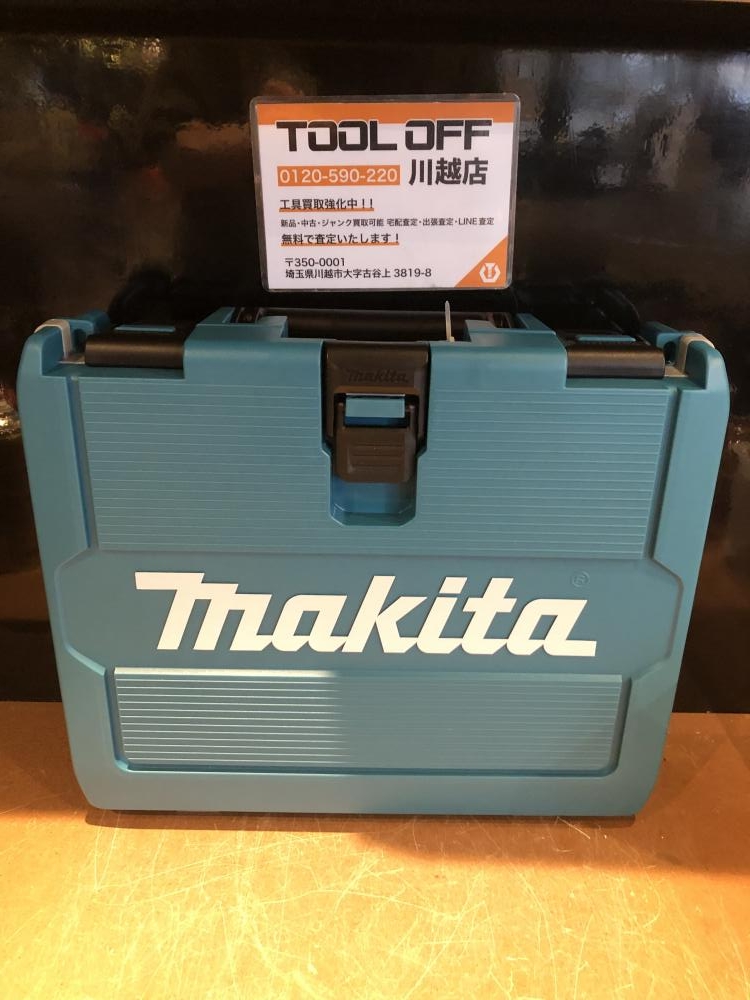 TOOL OFF
0120-590-220 川越店
工具買取強化中!!
新品・中古・ジャンク買取可能 宅配査定・出張査定・LINE査定
無料で査定いたします!
〒350-0001
埼玉県川越市大字古谷上 3819-8
makita
makita ®